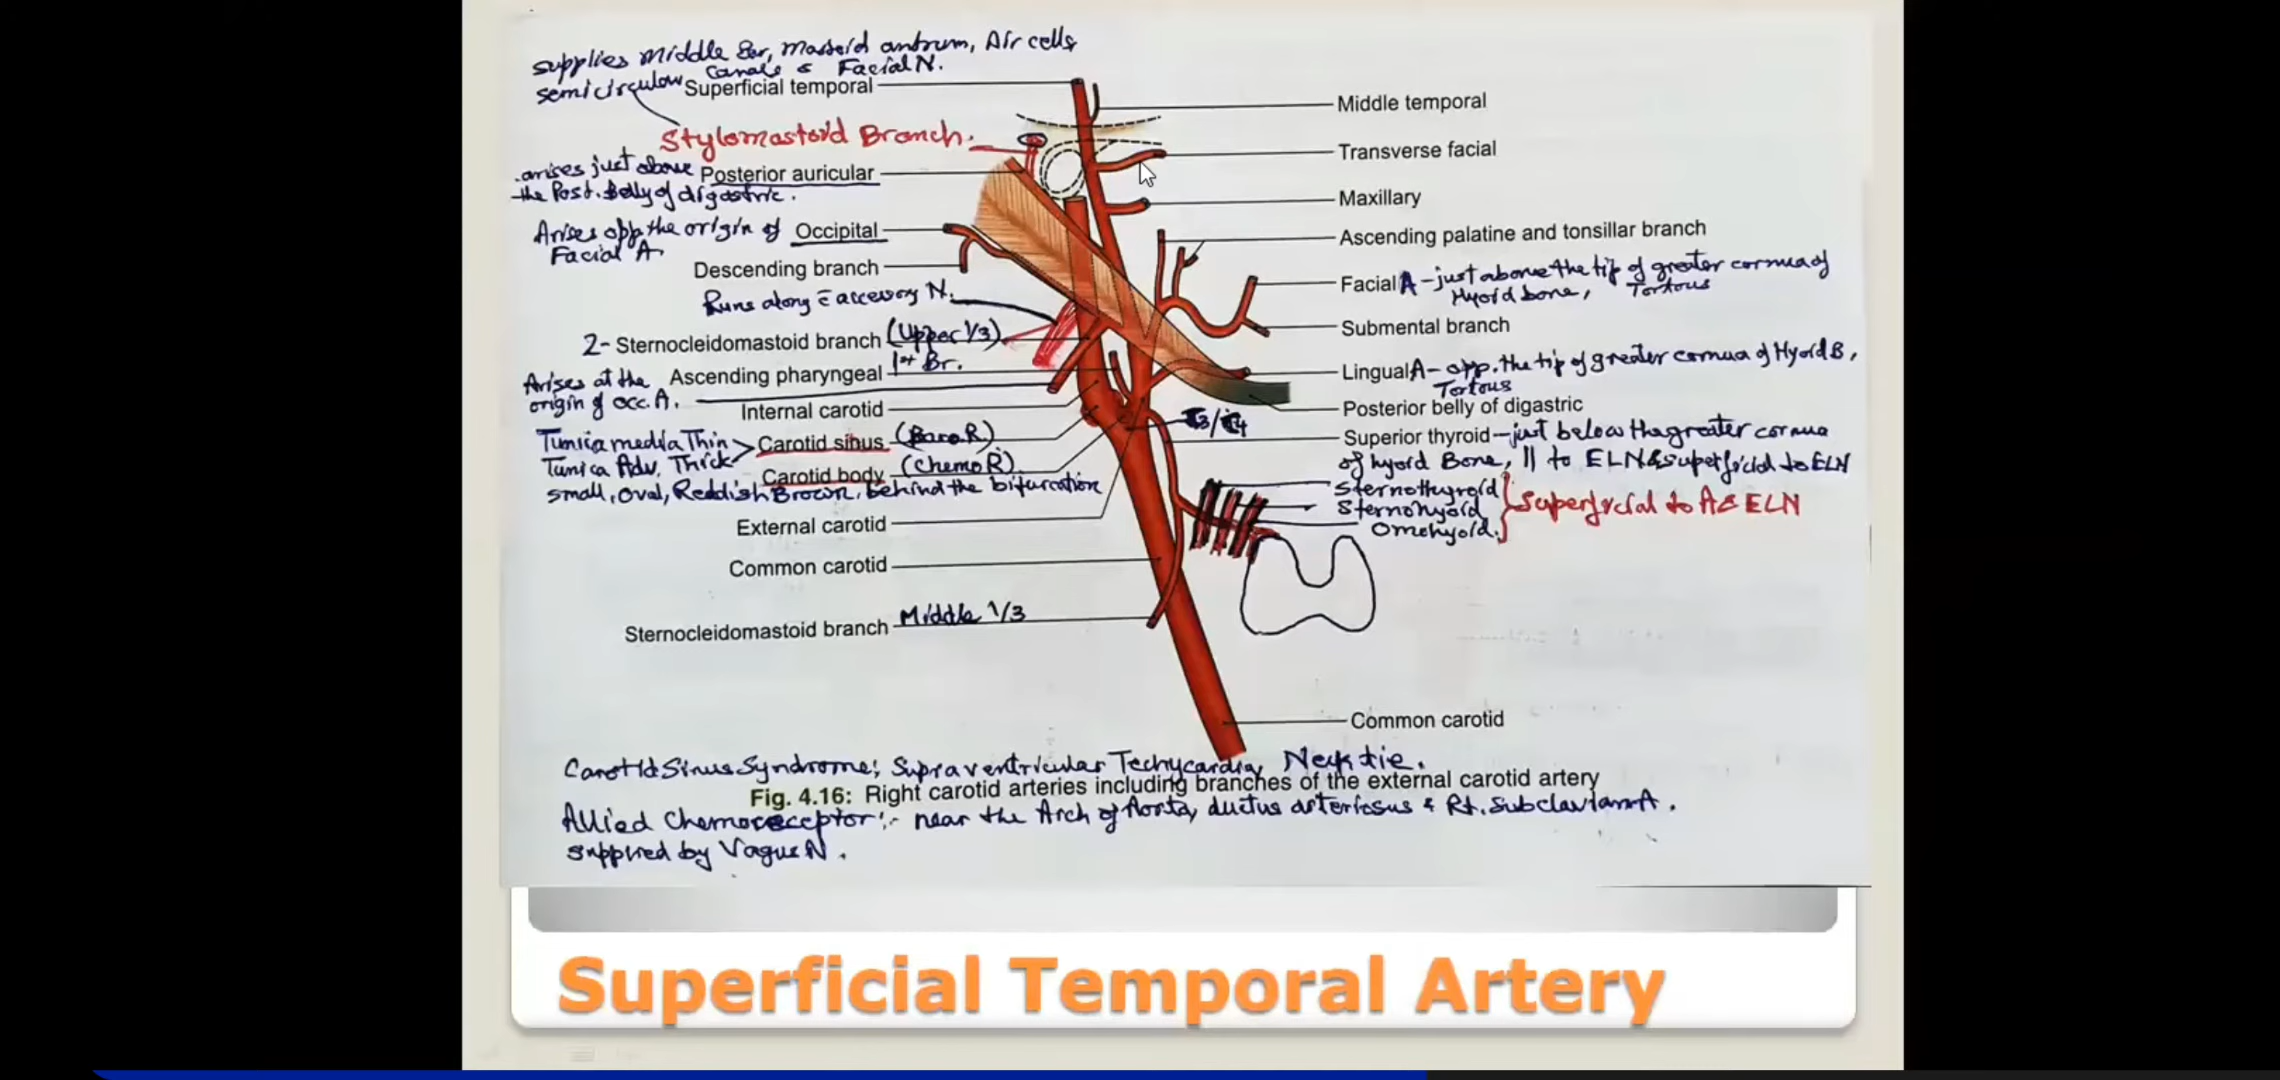 supplies Middle Ear, Mastoid antrum, Air cells
semicircular canals & Facial N.
Superficial temporal
Stylomastoid Branch.
arises just above
the Post. Belly of digastric.
Posterior auricular
Arises opp the origin of
Facial A.
Occipital
Descending branch
Runs along c̄ accessory N.
2- Sternocleidomastoid branch (Upper 1/3)
1st Br.
Arises at the
origin of occ. A.
Ascending pharyngeal
Internal carotid
Tunica media Thin
Tunica Adv. Thick
Carotid sinus (Baro R)
Carotid body (Chemo R)
small, oval, Reddish Brown, behind the bifurcation
External carotid
Common carotid
Sternocleidomastoid branch Middle 1/3
Middle temporal
Transverse facial
Maxillary
Ascending palatine and tonsillar branch
Facial A - just above the tip of greater cornua of
Hyoid bone, Tortous
Submental branch
Lingual A - opp. the tip of greater cornua of Hyoid B,
Tortous
Posterior belly of digastric
C3/C4
Superior thyroid - just below the greater cornua
of hyoid Bone, || to ELN & superficial to ELN
Sternothyroid
Sternohyoid
Omohyoid.
superficial to A & ELN
Common carotid
Carotid Sinus Syndrome; Supraventricular Techycardia, Neck tie.
Fig. 4.16: Right carotid arteries including branches of the external carotid artery
Allied Chemoreceptor:- near the Arch of Aorta, ductus arteriosus & Rt. Subclavian A.
supplied by Vagus N.
Superficial Temporal Artery